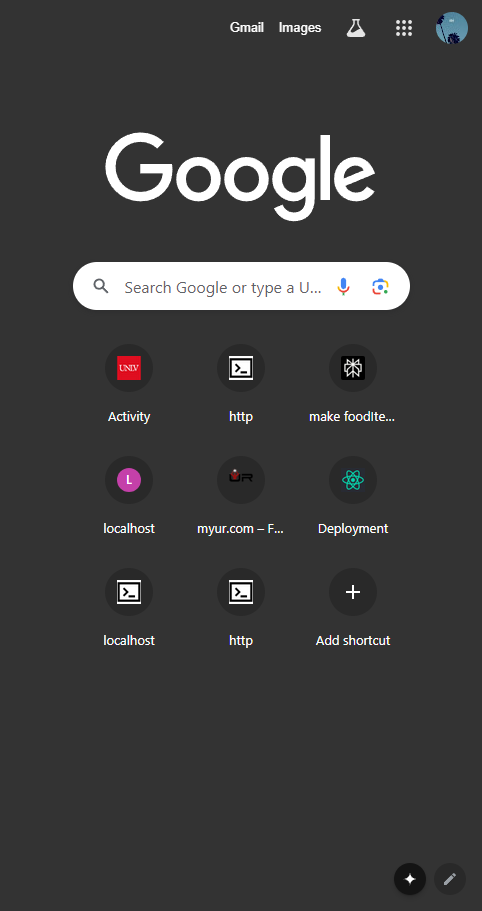 Gmail Images
Google
Search Google or type a U...
UNLV
Activity
http
make foodIte...
L
localhost
UR
myur.com – F...
Deployment
localhost
http
Add shortcut